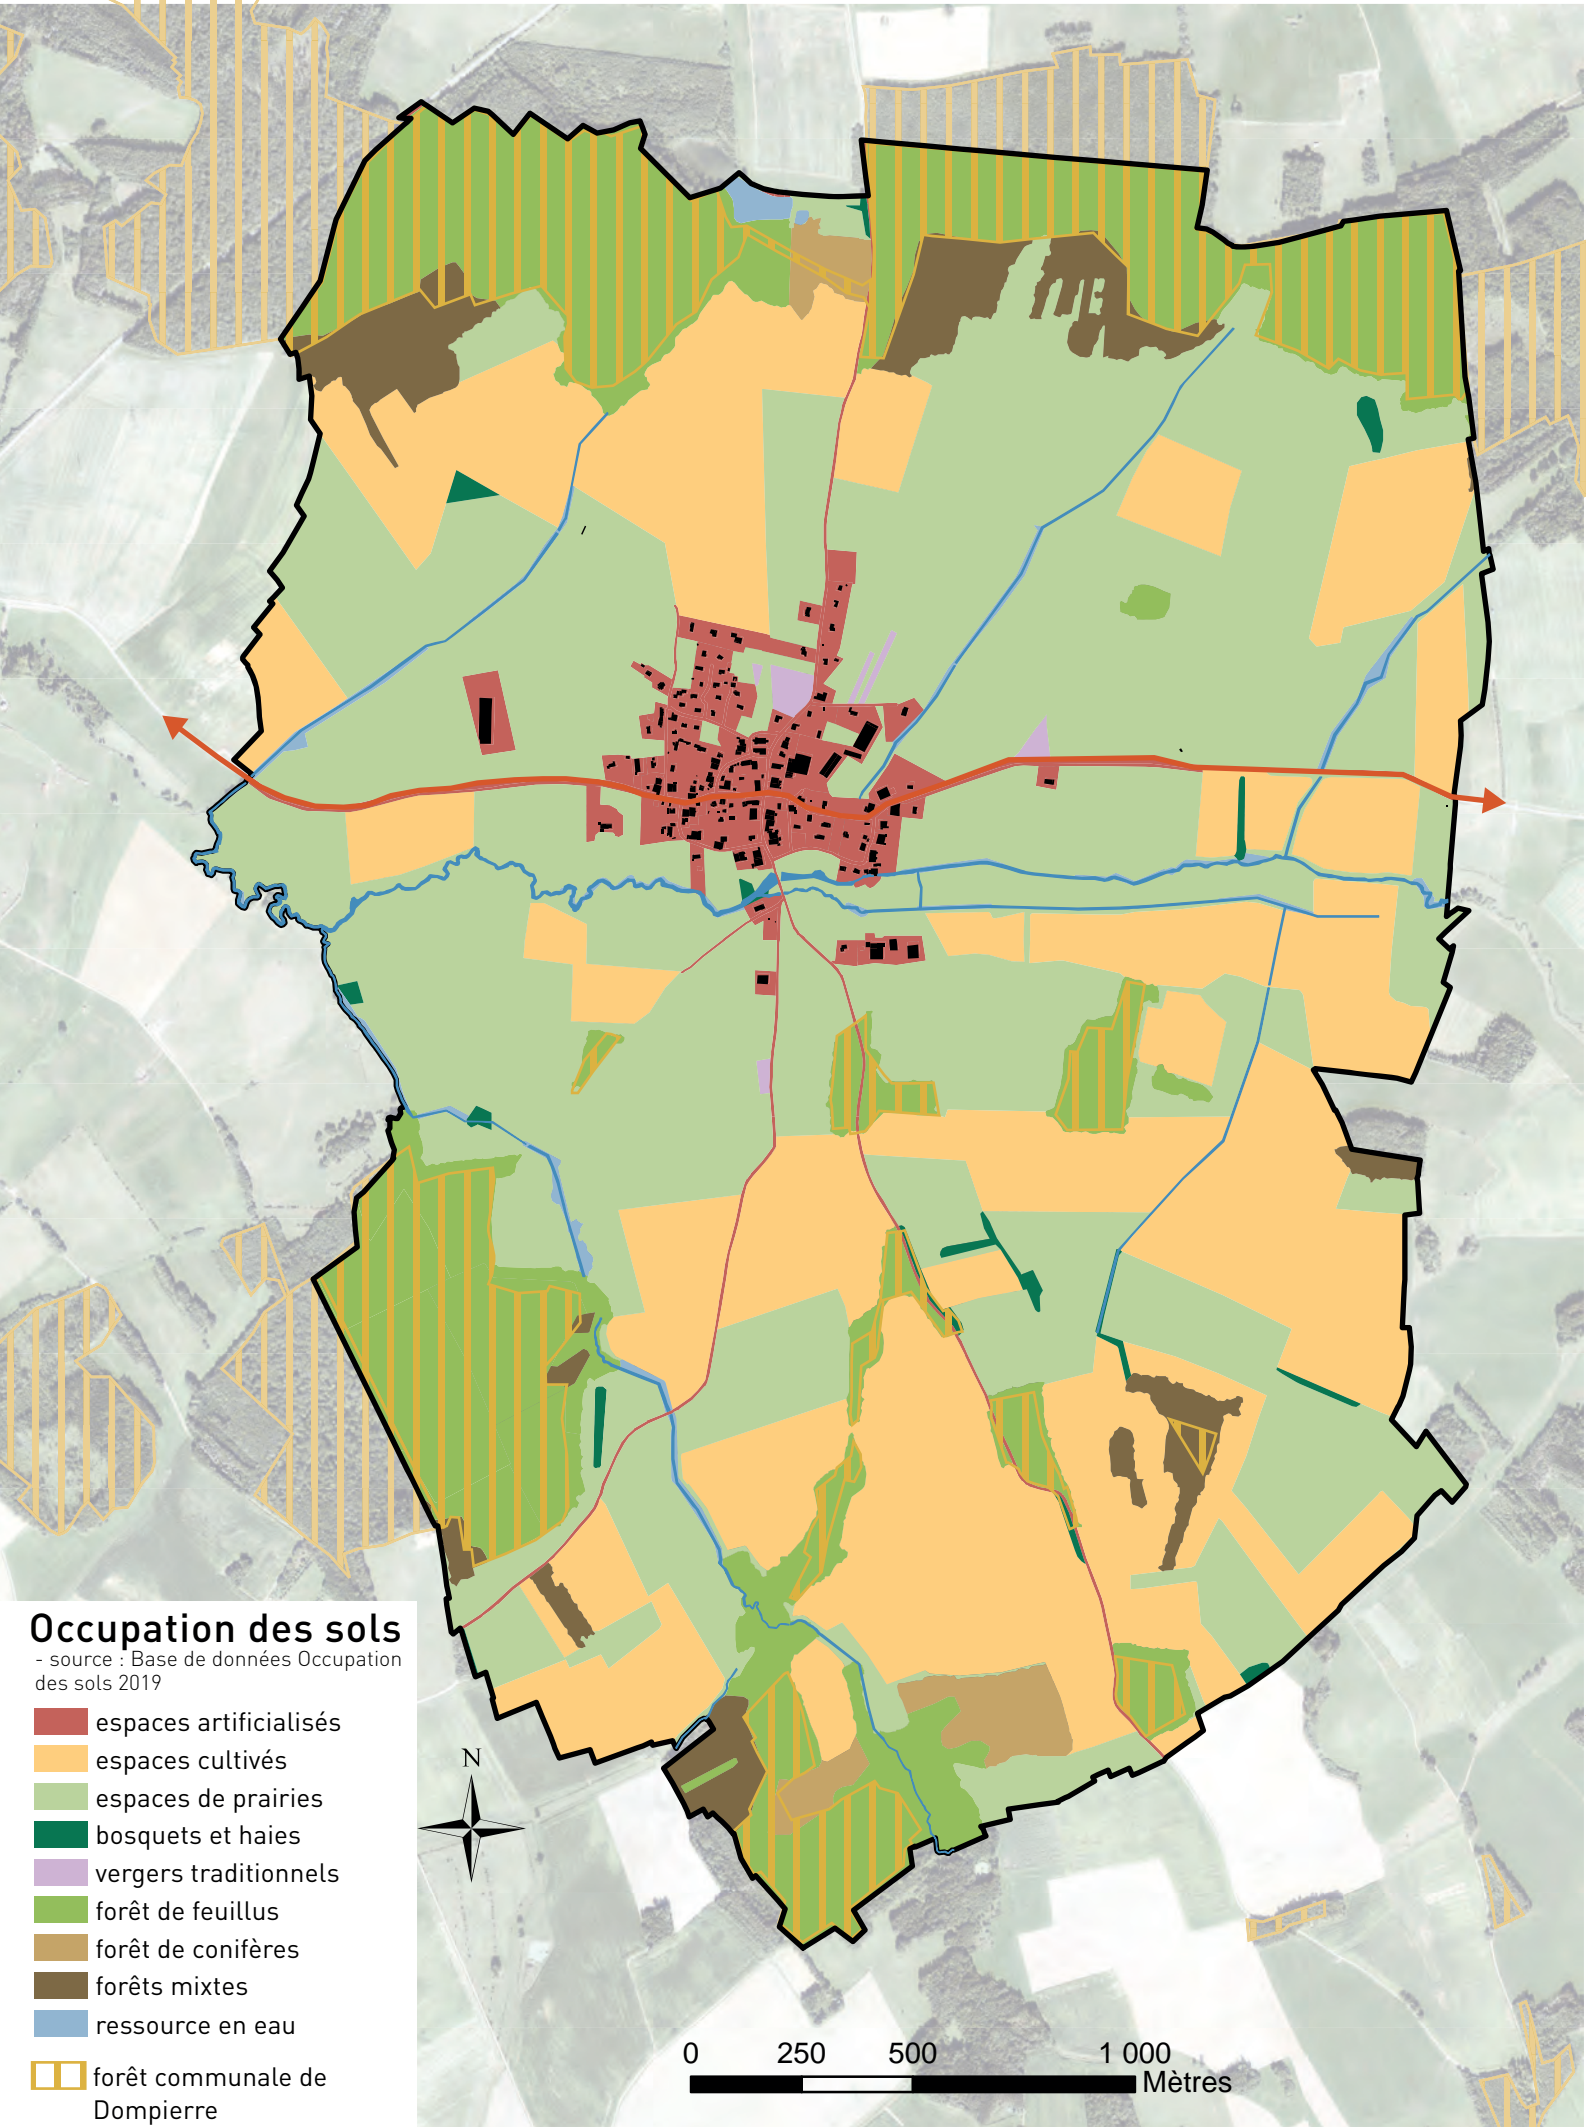 Occupation des sols
- source : Base de données Occupation
des sols 2019
espaces artificialisés
espaces cultivés
espaces de prairies
bosquets et haies
vergers traditionnels
forêt de feuillus
forêt de conifères
forêts mixtes
ressource en eau
forêt communale de
Dompierre
N
0 250 500 1 000
Mètres